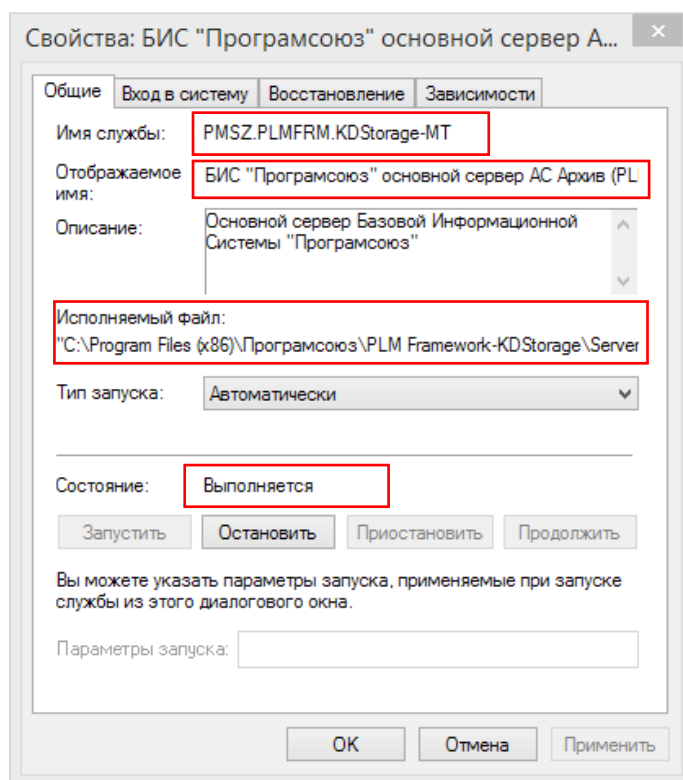 Свойства: БИС "Програмсоюз" основной сервер А...
Общие Вход в систему Восстановление Зависимости
Имя службы: PMSZ.PLMFRM.KDStorage-MT
Отображаемое имя: БИС "Програмсоюз" основной сервер АС Архив (PL
Описание: Основной сервер Базовой Информационной
Системы "Програмсоюз"
Исполняемый файл:
"C:\Program Files (x86)\Програмсоюз\PLM Framework-KDStorage\Server
Тип запуска: Автоматически
Состояние: Выполняется
Запустить Остановить Приостановить Продолжить
Вы можете указать параметры запуска, применяемые при запуске
службы из этого диалогового окна.
Параметры запуска:
OK Отмена Применить